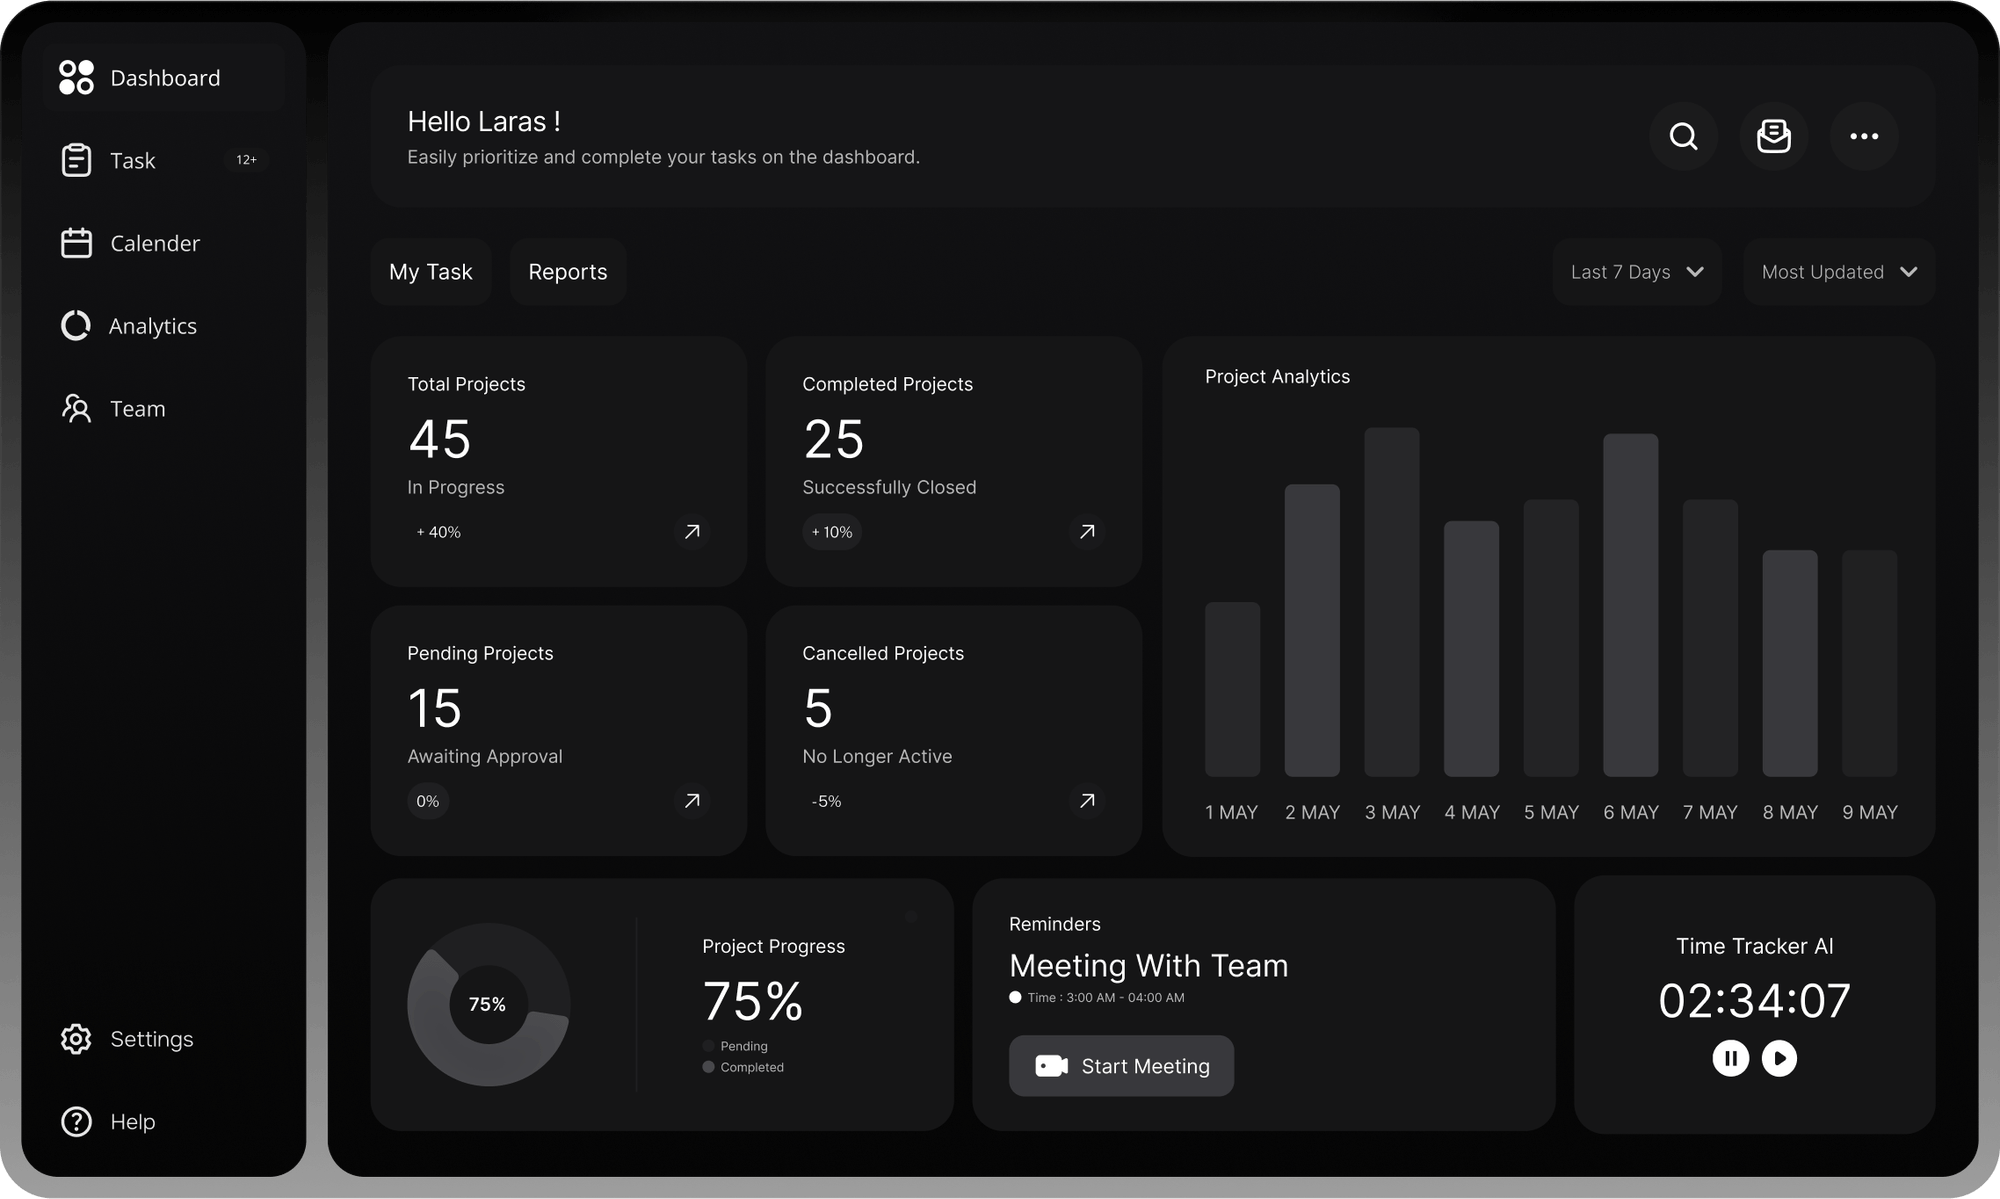 Dashboard
Task
12+
Calender
Analytics
Team
Settings
Help
Hello Laras !
Easily prioritize and complete your tasks on the dashboard.
My Task
Reports
Last 7 Days
Most Updated
Total Projects
45
In Progress
+ 40%
Completed Projects
25
Successfully Closed
+ 10%
Pending Projects
15
Awaiting Approval
0%
Cancelled Projects
5
No Longer Active
-5%
Project Analytics
1 MAY 2 MAY 3 MAY 4 MAY 5 MAY 6 MAY 7 MAY 8 MAY 9 MAY
75%
Project Progress
75%
Pending
Completed
Reminders
Meeting With Team
Time : 3:00 AM - 04:00 AM
Start Meeting
Time Tracker AI
02:34:07